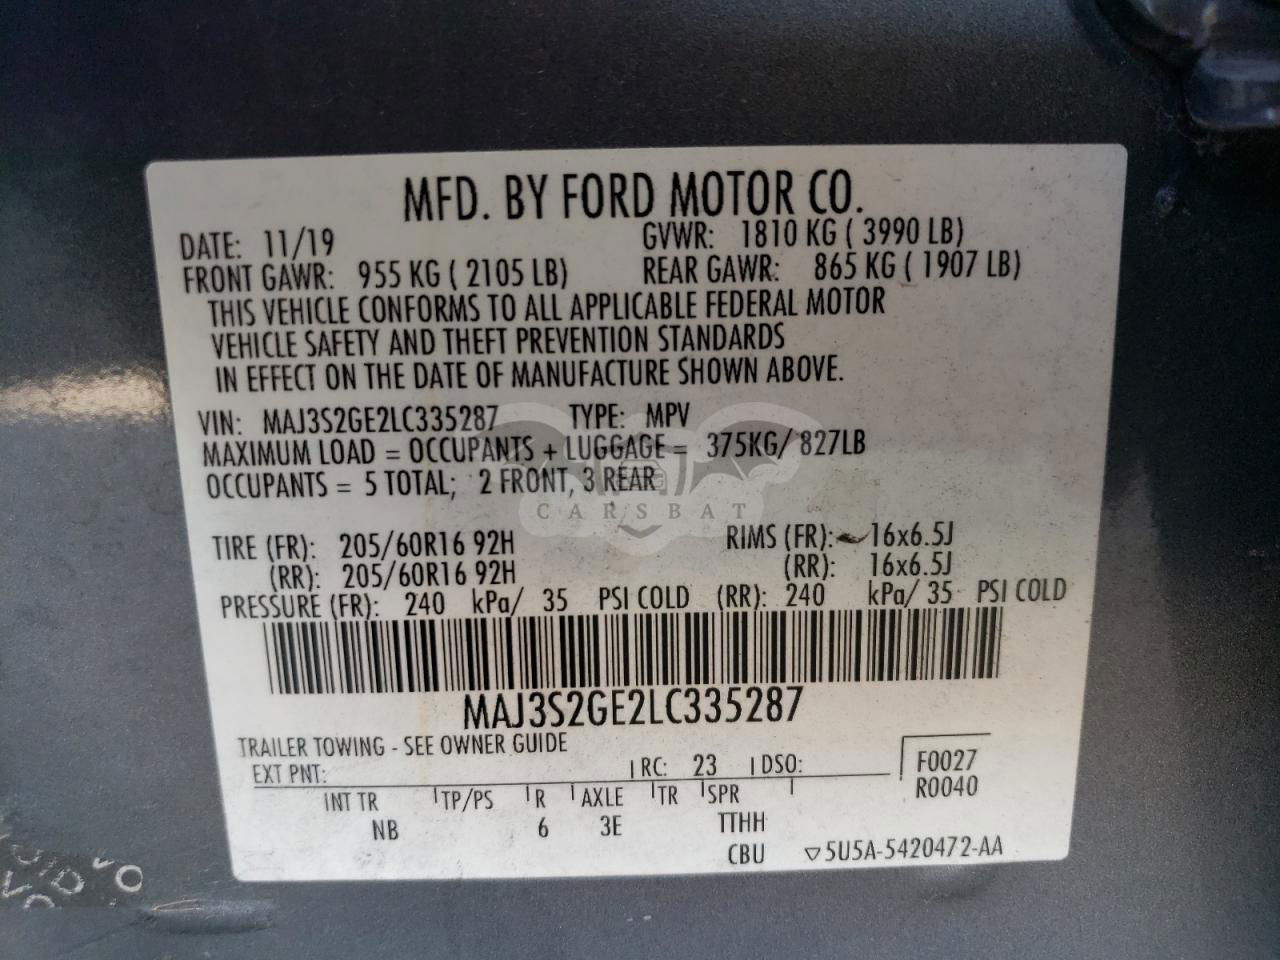 MFD. BY FORD MOTOR CO.
DATE: 11/19 GVWR: 1810 KG ( 3990 LB)
FRONT GAWR: 955 KG ( 2105 LB) REAR GAWR: 865 KG ( 1907 LB)
THIS VEHICLE CONFORMS TO ALL APPLICABLE FEDERAL MOTOR
VEHICLE SAFETY AND THEFT PREVENTION STANDARDS
IN EFFECT ON THE DATE OF MANUFACTURE SHOWN ABOVE.
VIN: MAJ3S2GE2LC335287 TYPE: MPV
MAXIMUM LOAD = OCCUPANTS + LUGGAGE = 375KG/ 827LB
OCCUPANTS = 5 TOTAL; 2 FRONT, 3 REAR
CARSBAT
TIRE (FR): 205/60R16 92H RIMS (FR): 16x6.5J
(RR): 205/60R16 92H (RR): 16x6.5J
PRESSURE (FR): 240 kPa/ 35 PSI COLD (RR): 240 kPa/ 35 PSI COLD
MAJ3S2GE2LC335287
TRAILER TOWING - SEE OWNER GUIDE
EXT PNT: RC: 23 DSO: F0027
R0040
INT TR TP/PS R AXLE TR SPR
NB 6 3E TTHH
CBU ▽5U5A-5420472-AA